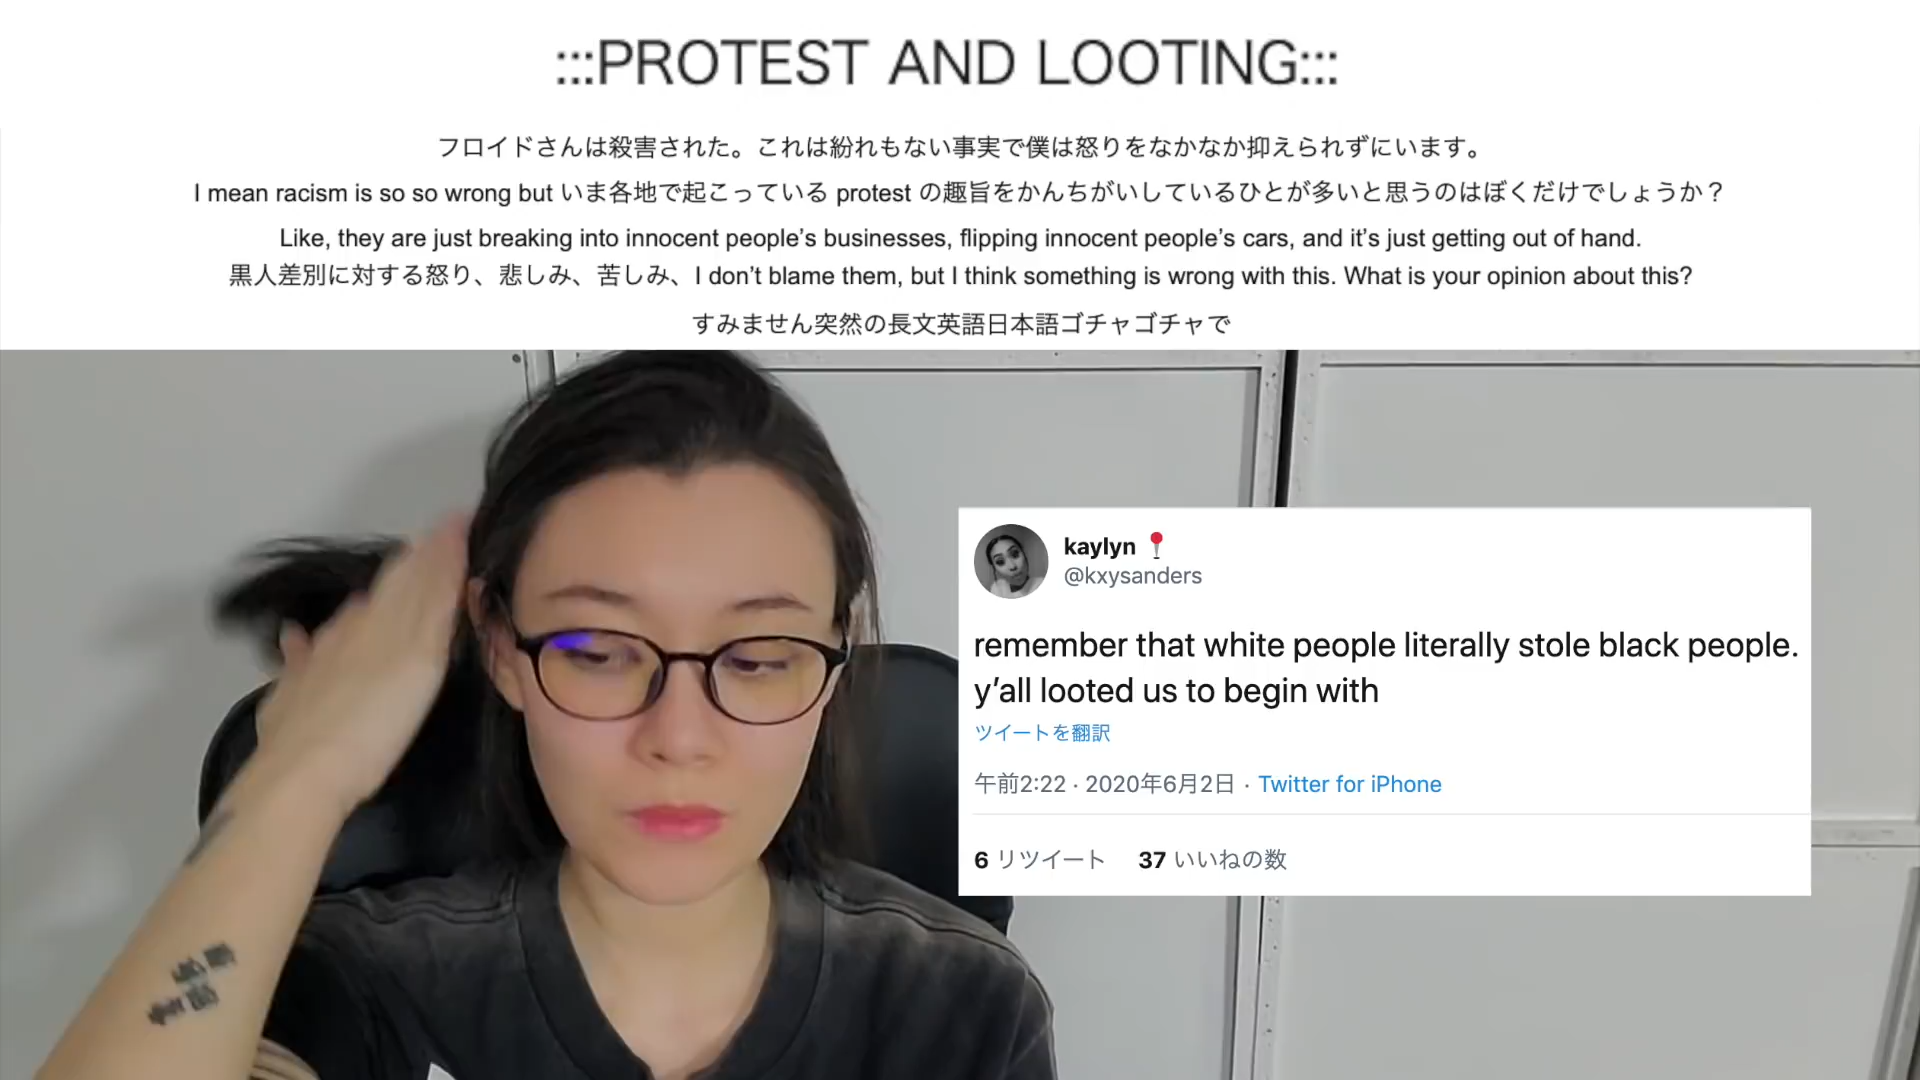 :::PROTEST AND LOOTING:::
フロイドさんは殺害された。これは紛れもない事実で僕は怒りをなかなか抑えられずにいます。
I mean racism is so so wrong but いま各地で起こっている protest の趣旨をかんちがいしているひとが多いと思うのはぼくだけでしょうか？
Like, they are just breaking into innocent people’s businesses, flipping innocent people’s cars, and it’s just getting out of hand.
黒人差別に対する怒り、悲しみ、苦しみ、I don’t blame them, but I think something is wrong with this. What is your opinion about this?
すみません突然の長文英語日本語ゴチャゴチャで
kaylyn
@kxysanders
remember that white people literally stole black people.
y’all looted us to begin with
ツイートを翻訳
午前2:22 · 2020年6月2日 · Twitter for iPhone
6 リツイート 37 いいねの数